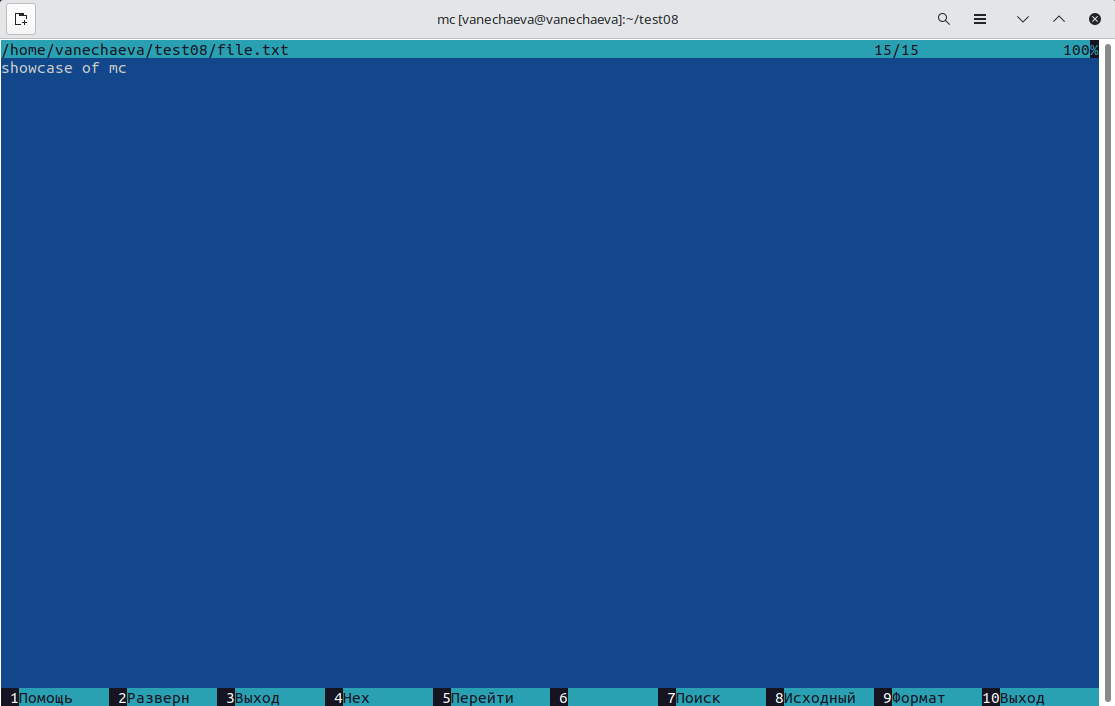 mc [vanechaeva@vanechaeva]:~/test08
/home/vanechaeva/test08/file.txt 15/15 100%
showcase of mc
1Помощь 2Разверн 3Выход 4Hex 5Перейти 6 7Поиск 8Исходный 9Формат 10Выход